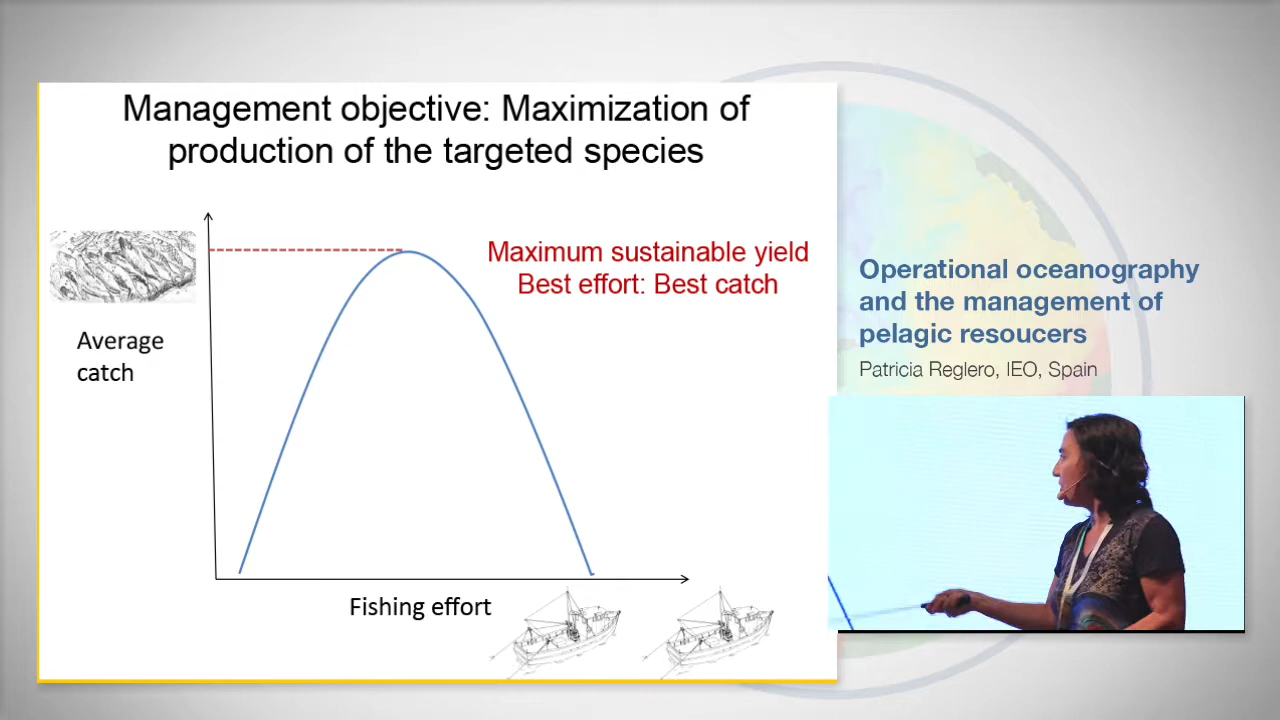 Management objective: Maximization of
production of the targeted species
Maximum sustainable yield
Best effort: Best catch
Average
catch
Fishing effort
Operational oceanography
and the management of
pelagic resoucers
Patricia Reglero, IEO, Spain